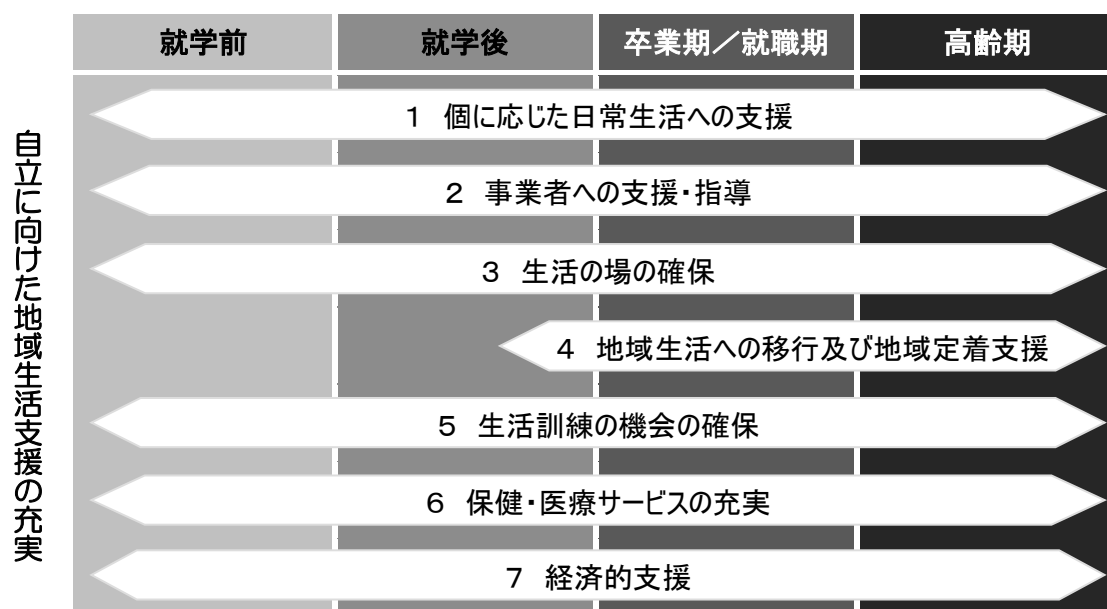 就学前
就学後
卒業期／就職期
高齢期
自立に向けた地域生活支援の充実
1 個に応じた日常生活への支援
2 事業者への支援・指導
3 生活の場の確保
4 地域生活への移行及び地域定着支援
5 生活訓練の機会の確保
6 保健・医療サービスの充実
7 経済的支援